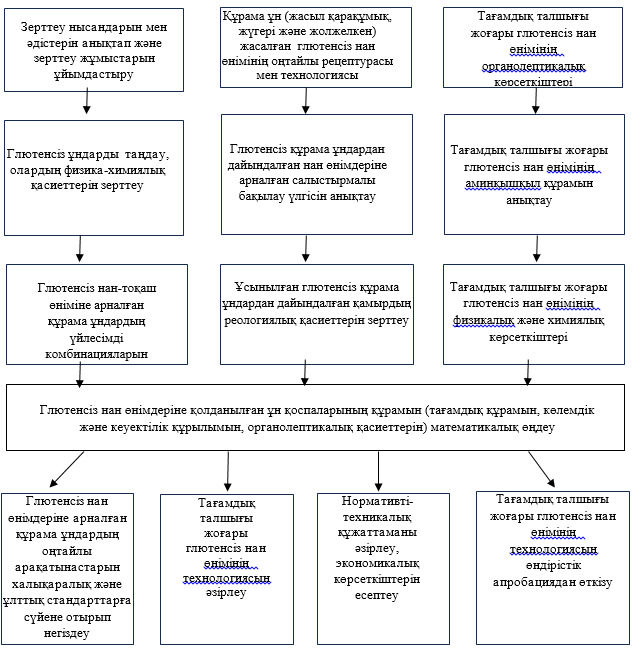 Зерттеу нысандарын мен
әдістерін анықтап және
зерттеу жұмыстарын
ұйымдастыру
Құрама ұн (жасыл қарақұмық,
жүгері және жолжелкен)
жасалған глютенсіз нан
өнімінің оңтайлы рецептурасы
мен технологиясы
Тағамдық талшығы
жоғары глютенсіз нан
өнімінің
органолептикалық
көрсеткіштері
Глютенсіз ұндарды таңдау,
олардың физика-химиялық
қасиеттерін зерттеу
Глютенсіз құрама ұндардан
дайындалған нан өнімдеріне
арналған салыстырмалы
бақылау үлгісін анықтау
Тағамдық талшығы жоғары
глютенсіз нан өнімінің
аминқышқыл құрамын
анықтау
Глютенсіз нан-тоқаш
өніміне арналған
құрама ұндардың
үйлесімді
комбинацияларын
Ұсынылған глютенсіз құрама
ұндардан дайындалған қамырдың
реологиялық қасиеттерін зерттеу
Тағамдық талшығы жоғары
глютенсіз нан өнімінің
физикалық және химиялық
көрсеткіштері
Глютенсіз нан өнімдеріне қолданылған ұн қоспаларының құрамын (тағамдық құрамын, көлемдік
және кеуектілік құрылымын, органолептикалық қасиеттерін) математикалық өңдеу
Глютенсіз нан
өнімдеріне арналған
құрама ұндардың
оңтайлы
арақатынастарын
халықаралық және
ұлттық стандарттарға
сүйене отырып
негіздеу
Тағамдық
талшығы
жоғары
глютенсіз нан
өнімінің
технологиясын
әзірлеу
Нормативті-
техникалық
құжаттаманы
әзірлеу,
экономикалық
көрсеткіштерін
есептеу
Тағамдық талшығы
жоғары глютенсіз нан
өнімінің
технологиясын
өндірістік
апробациядан өткізу